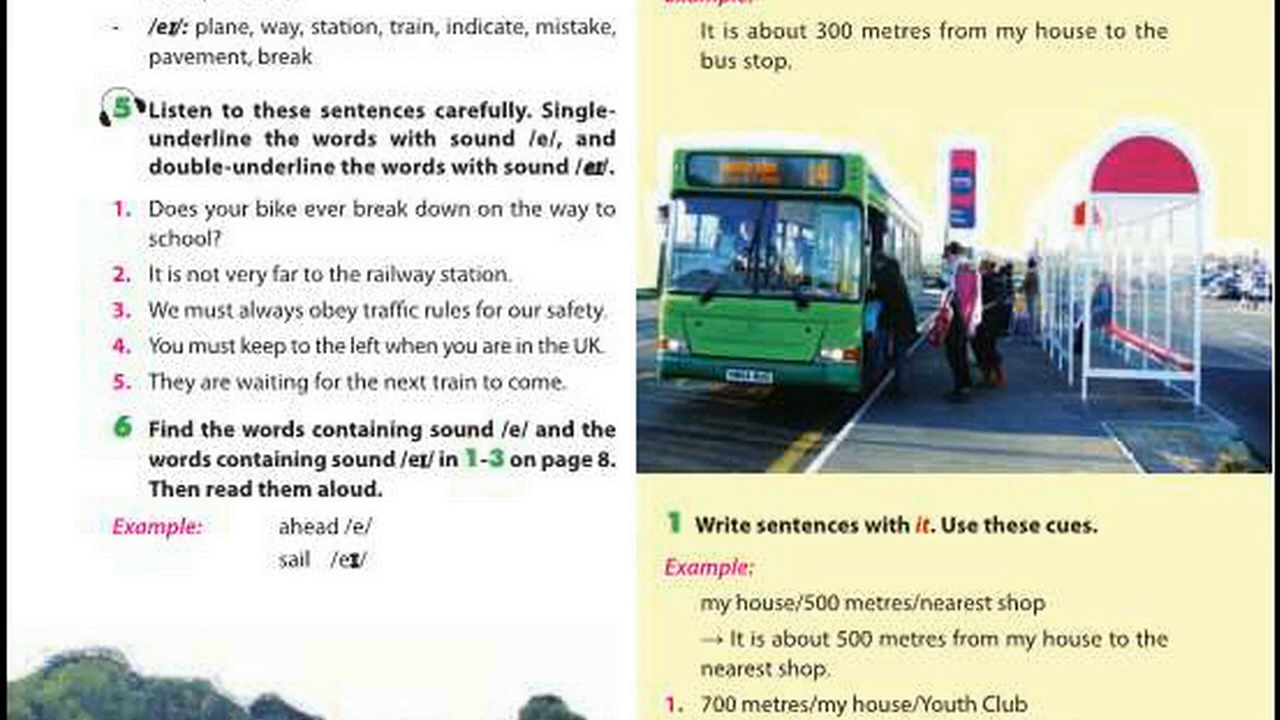 - /eɪ/: plane, way, station, train, indicate, mistake,
pavement, break
5 Listen to these sentences carefully. Single-
underline the words with sound /e/, and
double-underline the words with sound /eɪ/.
1. Does your bike ever break down on the way to
school?
2. It is not very far to the railway station.
3. We must always obey traffic rules for our safety.
4. You must keep to the left when you are in the UK.
5. They are waiting for the next train to come.
6 Find the words containing sound /e/ and the
words containing sound /eɪ/ in 1-3 on page 8.
Then read them aloud.
Example: ahead /e/
sail /eɪ/
Example:
It is about 300 metres from my house to the
bus stop.
1 Write sentences with it. Use these cues.
Example:
my house/500 metres/nearest shop
→ It is about 500 metres from my house to the
nearest shop.
1. 700 metres/my house/Youth Club